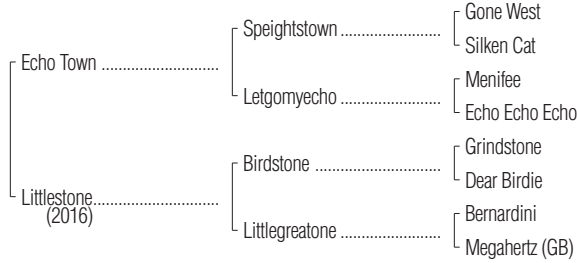 Gone West
Speightstown
Silken Cat
Echo Town
Menifee
Letgomyecho
Echo Echo Echo
Grindstone
Birdstone
Dear Birdie
Littlestone
(2016)
Bernardini
Littlegreatone
Megahertz (GB)